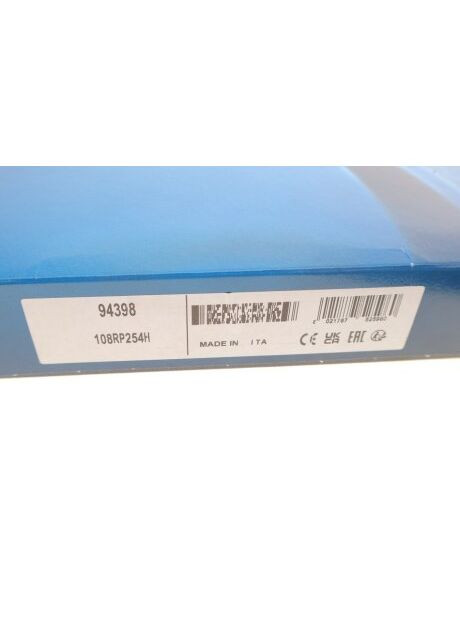 94398
108RP254H
MADE IN ITA
CE UK CA EAC